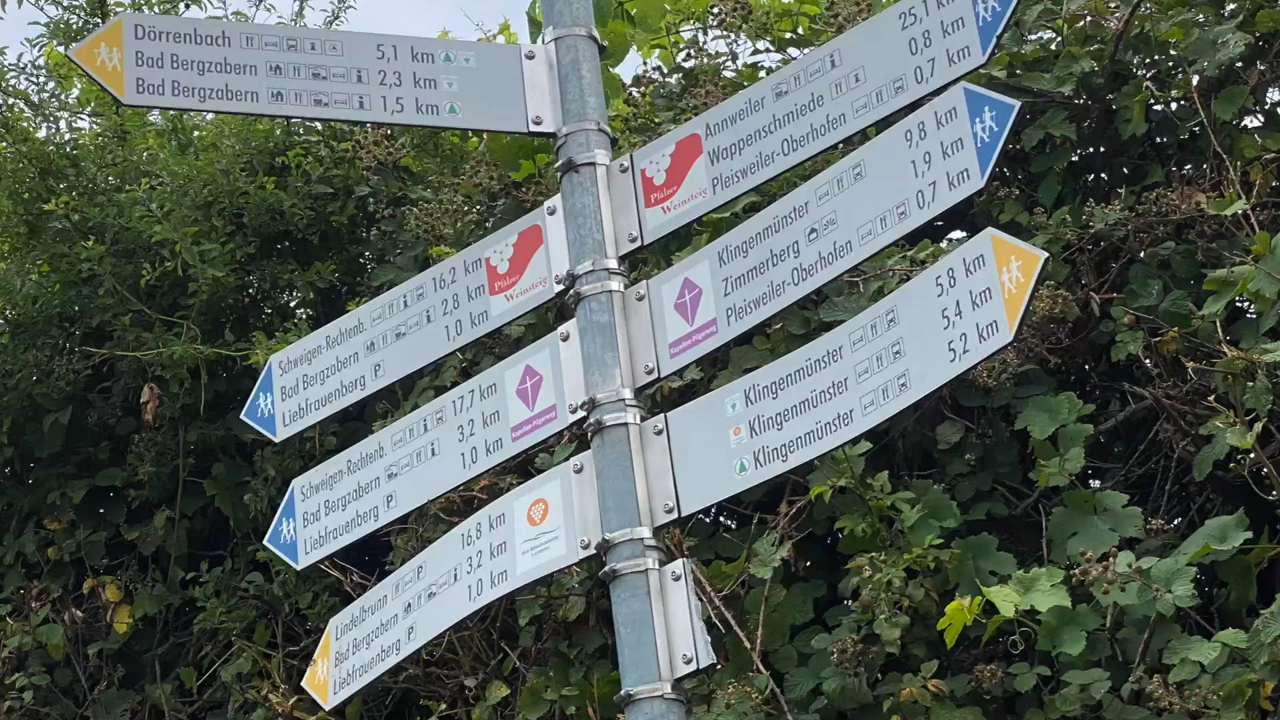 Dörrenbach 5,1 km
Bad Bergzabern 2,3 km
Bad Bergzabern 1,5 km
Annweiler 25,1 km
Wappenschmiede 0,8 km
Pleisweiler-Oberhofen 0,7 km
Pfälzer
Weinsteig
Klingenmünster 9,8 km
Zimmerberg 1,9 km
Pleisweiler-Oberhofen 0,7 km
Kapellen-Pilgerweg
Klingenmünster 5,8 km
Klingenmünster 5,4 km
Klingenmünster 5,2 km
Schweigen-Rechtenb. 16,2 km
Bad Bergzabern 2,8 km
Liebfrauenberg P 1,0 km
Pfälzer
Weinsteig
Schweigen-Rechtenb. 17,7 km
Bad Bergzabern 3,2 km
Liebfrauenberg P 1,0 km
Kapellen-Pilgerweg
Lindelbrunn P 16,8 km
Bad Bergzabern 3,2 km
Liebfrauenberg P 1,0 km